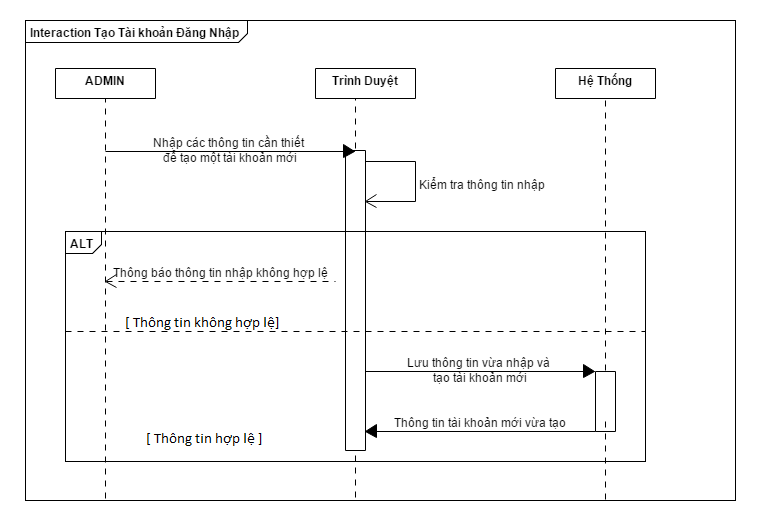 Interaction Tạo Tài khoản Đăng Nhập
ADMIN
Trình Duyệt
Hệ Thống
Nhập các thông tin cần thiết
để tạo một tài khoản mới
Kiểm tra thông tin nhập
ALT
Thông báo thông tin nhập không hợp lệ
[ Thông tin không hợp lệ]
Lưu thông tin vừa nhập và
tạo tài khoản mới
Thông tin tài khoản mới vừa tạo
[ Thông tin hợp lệ ]